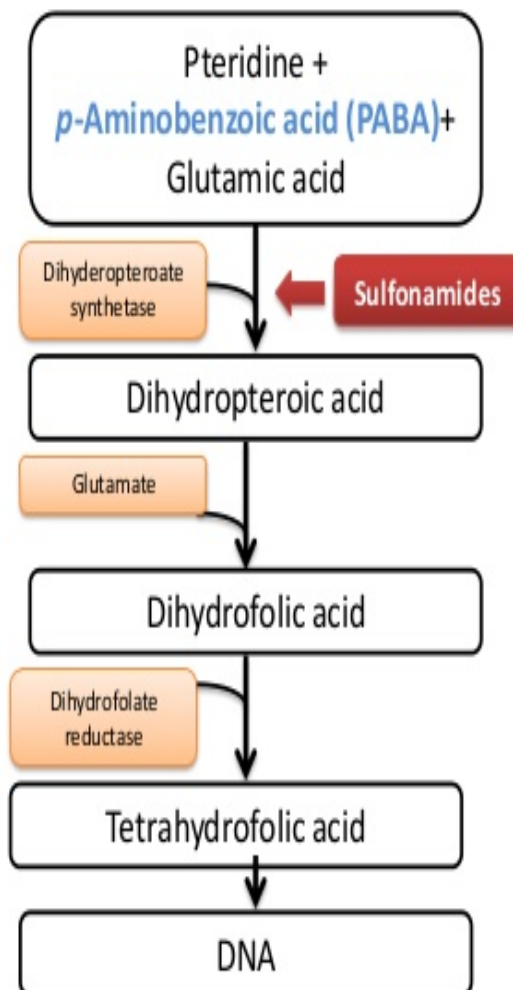 Pteridine +
p-Aminobenzoic acid (PABA)+
Glutamic acid
Dihyderopteroate
synthetase
Sulfonamides
Dihydropteroic acid
Glutamate
Dihydrofolic acid
Dihydrofolate
reductase
Tetrahydrofolic acid
DNA